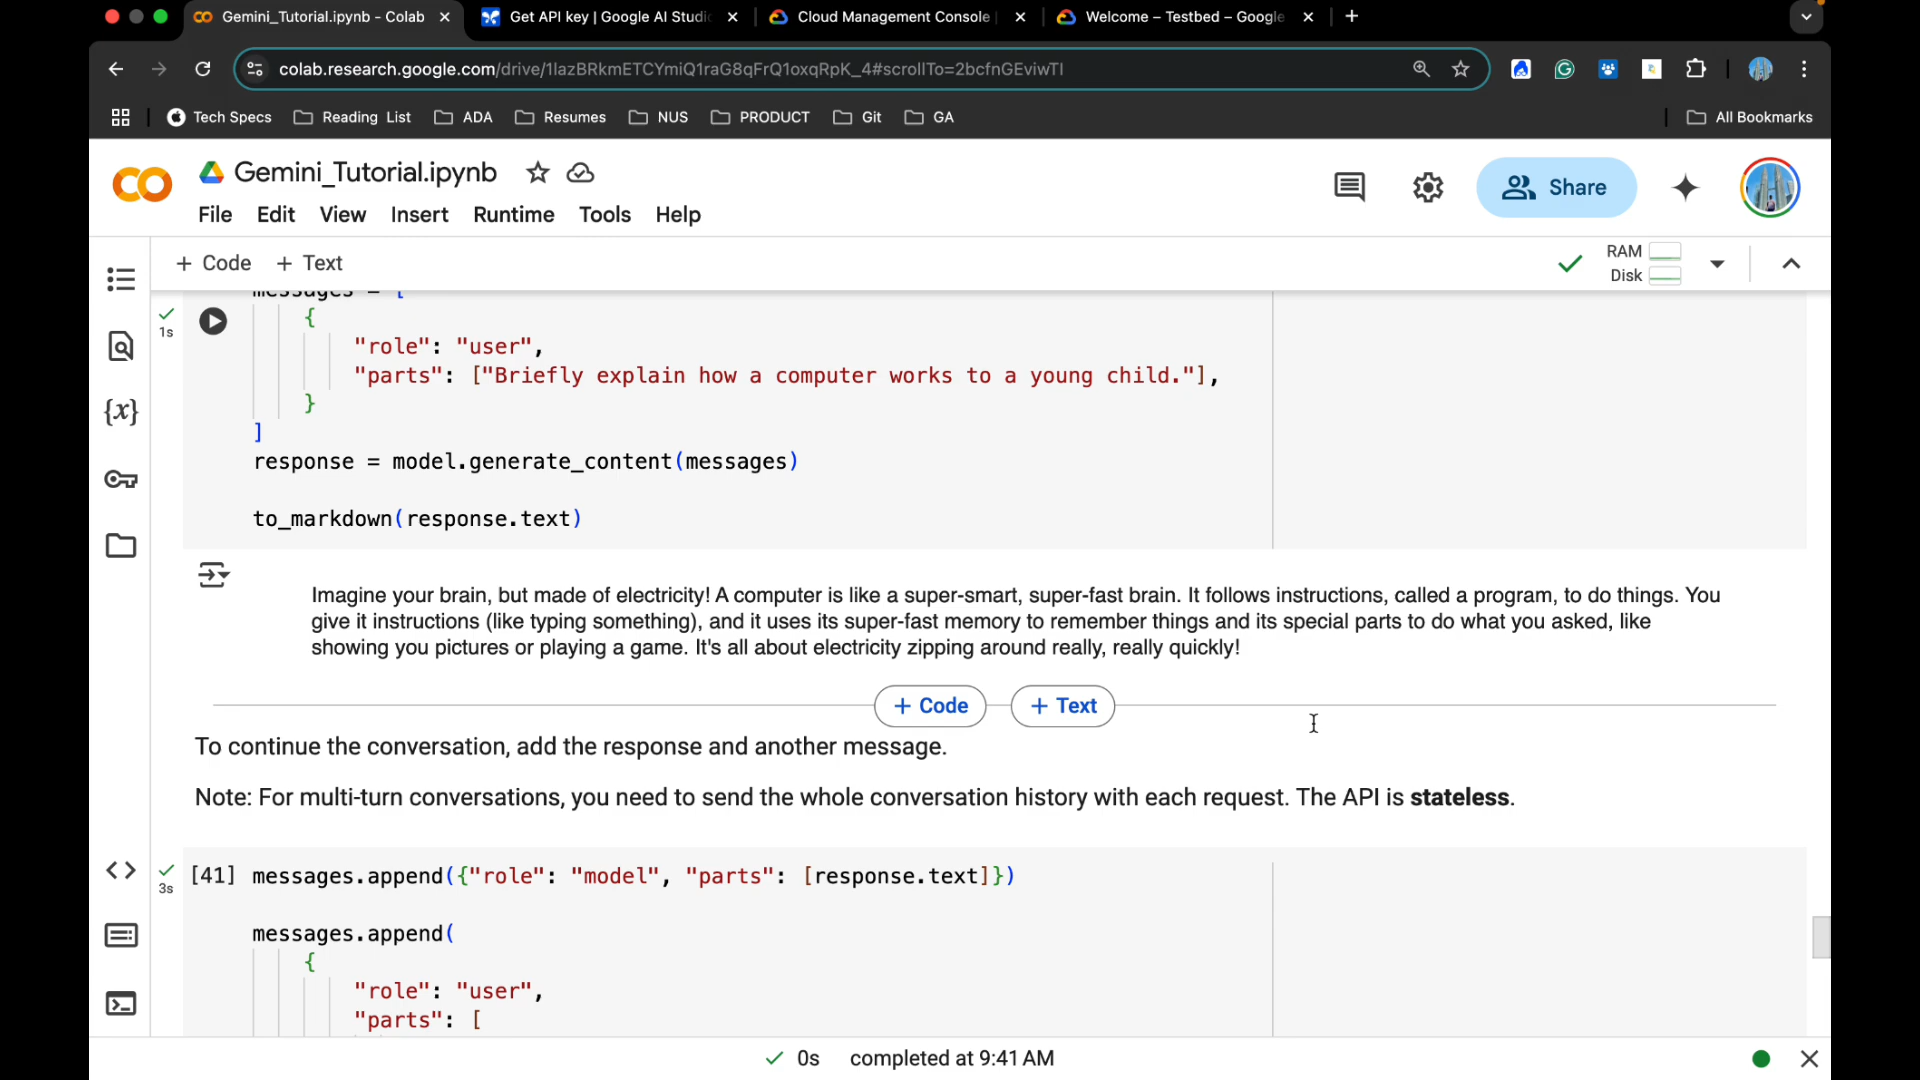 Gemini_Tutorial.ipynb - Colab
Get API key | Google AI Studi
Cloud Management Console
Welcome – Testbed – Google
colab.research.google.com/drive/1lazBRkmETCYmiQ1raG8qFrQ1oxqRpK_4#scrollTo=2bcfnGEviwTI
Tech Specs
Reading List
ADA
Resumes
NUS
PRODUCT
Git
GA
All Bookmarks
Gemini_Tutorial.ipynb
Share
File Edit View Insert Runtime Tools Help
+ Code + Text
RAM
Disk
messages = [
1s
{
"role": "user",
"parts": ["Briefly explain how a computer works to a young child."],
}
]
response = model.generate_content(messages)
to_markdown(response.text)
Imagine your brain, but made of electricity! A computer is like a super-smart, super-fast brain. It follows instructions, called a program, to do things. You
give it instructions (like typing something), and it uses its super-fast memory to remember things and its special parts to do what you asked, like
showing you pictures or playing a game. It's all about electricity zipping around really, really quickly!
+ Code + Text
To continue the conversation, add the response and another message.
Note: For multi-turn conversations, you need to send the whole conversation history with each request. The API is stateless.
3s
[41] messages.append({"role": "model", "parts": [response.text]})
messages.append(
{
"role": "user",
"parts": [
0s completed at 9:41 AM